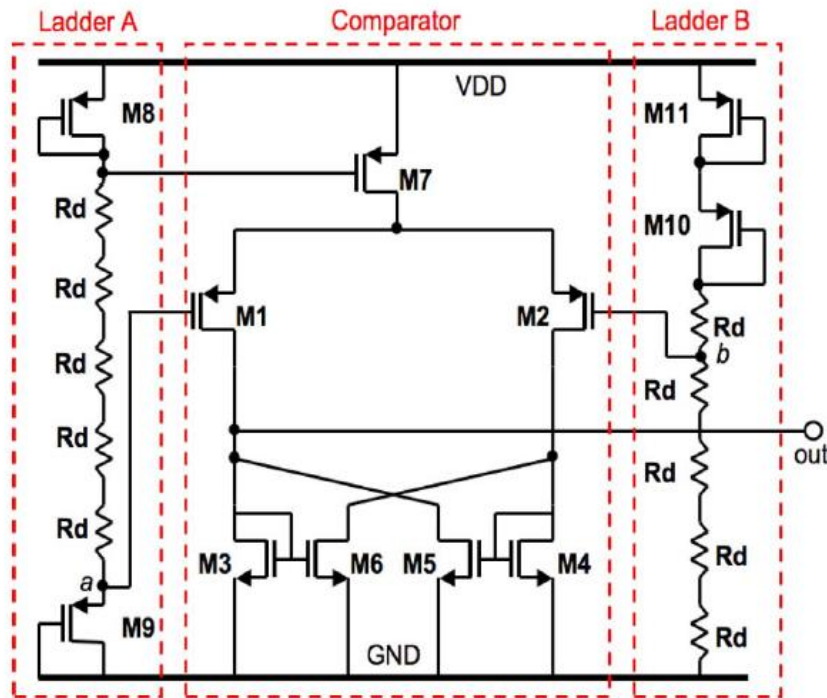 Ladder A
Comparator
Ladder B
VDD
M8
M11
M7
M10
Rd
Rd
M1
M2
Rd
b
Rd
Rd
Rd
Rd
out
Rd
M3
M6
M5
M4
Rd
a
M9
Rd
GND